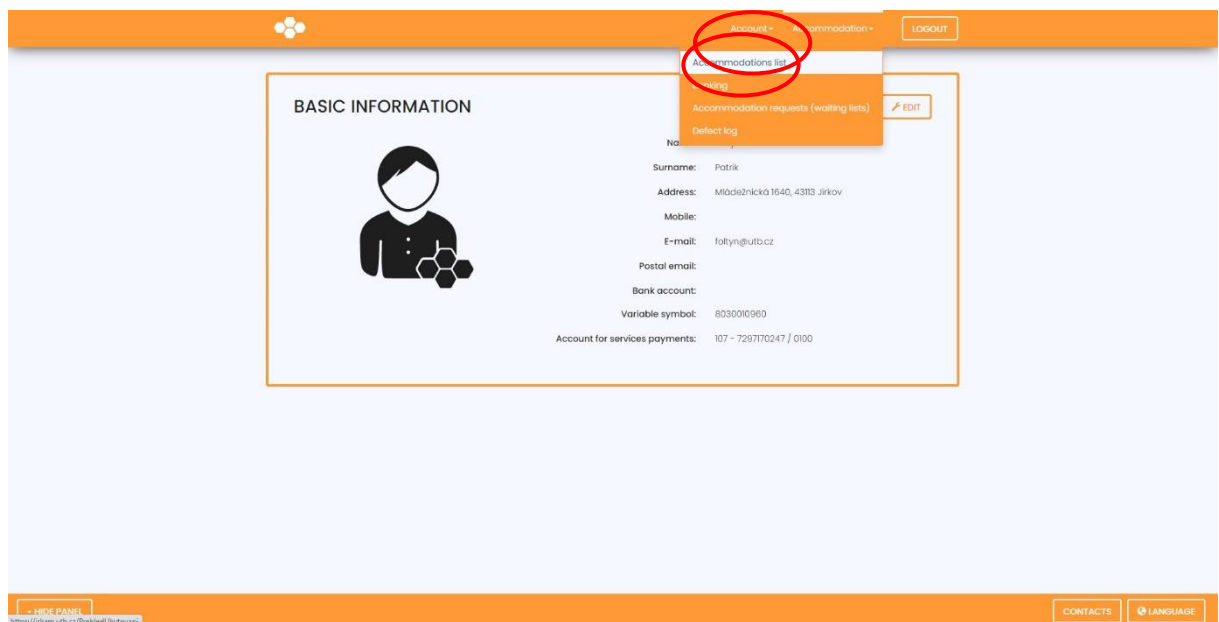 Account
Accommodation
LOGOUT
Accommodations list
Accommodation requests (waiting lists)
Defect log
BASIC INFORMATION
EDIT
Surname: Patrik
Address: Mládežnická 1640, 43113 Jirkov
Mobile:
E-mail: foltyn@utb.cz
Postal email:
Bank account:
Variable symbol: 8030010960
Account for services payments: 107 - 7297170247 / 0100
- HIDE PANEL
CONTACTS
LANGUAGE